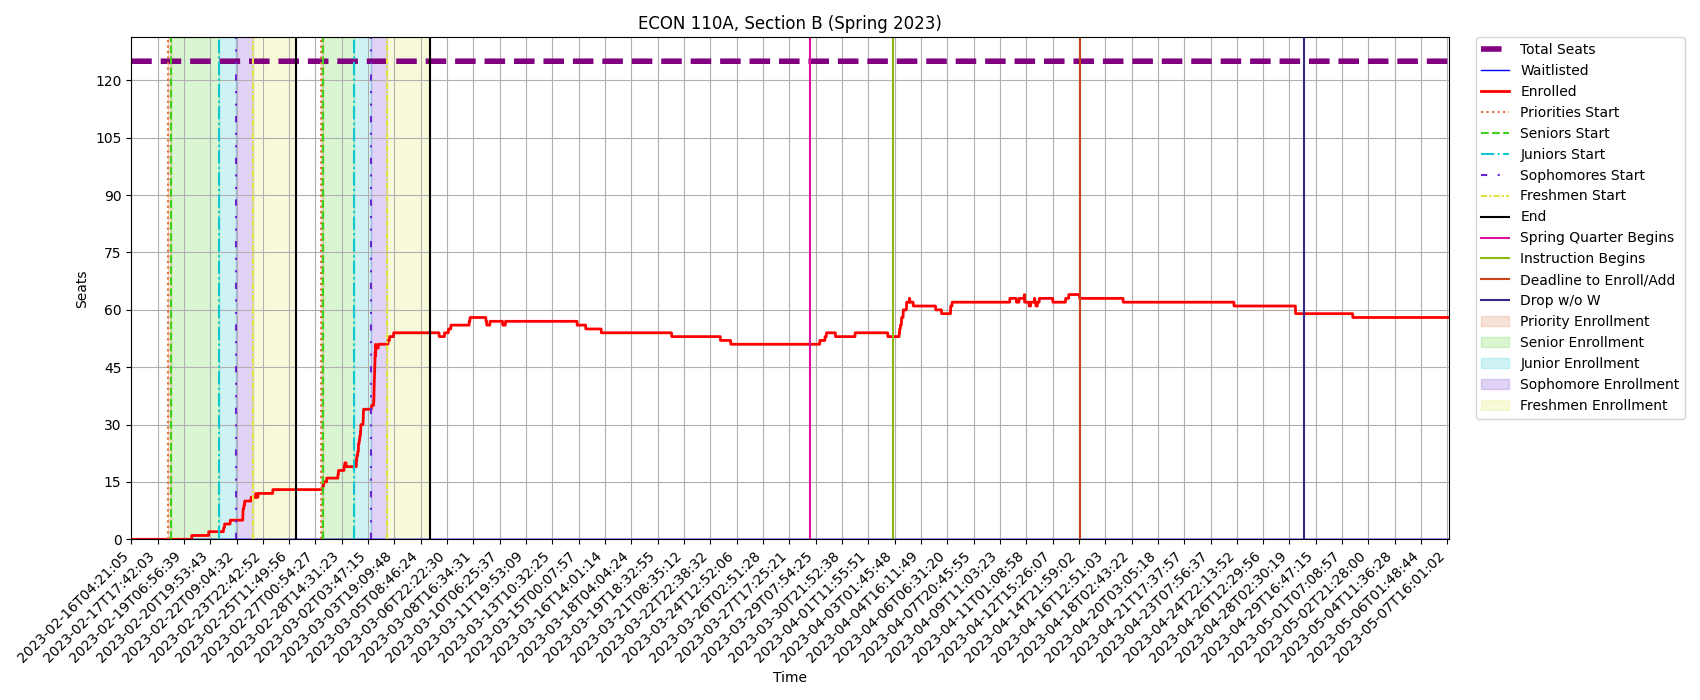 ECON 110A, Section B (Spring 2023)
Seats
120
105
90
75
60
45
30
15
0
2023-02-16T04:21:05
2023-02-17T17:42:03
2023-02-19T06:56:39
2023-02-20T19:53:43
2023-02-22T09:04:32
2023-02-23T22:42:52
2023-02-25T11:49:56
2023-02-27T00:54:27
2023-02-28T14:31:23
2023-03-02T03:47:15
2023-03-03T19:09:48
2023-03-05T08:46:24
2023-03-06T22:22:30
2023-03-08T16:34:31
2023-03-10T06:25:37
2023-03-11T19:53:09
2023-03-13T10:32:25
2023-03-15T00:07:57
2023-03-16T14:01:14
2023-03-18T04:04:24
2023-03-19T18:32:55
2023-03-21T08:35:12
2023-03-22T22:38:32
2023-03-24T12:52:06
2023-03-26T02:51:28
2023-03-27T17:25:21
2023-03-29T07:54:25
2023-03-30T21:52:38
2023-04-01T11:55:51
2023-04-03T01:45:48
2023-04-04T16:11:49
2023-04-06T06:31:20
2023-04-07T20:45:55
2023-04-09T11:03:23
2023-04-11T01:08:58
2023-04-12T15:26:07
2023-04-14T21:59:02
2023-04-16T12:51:03
2023-04-18T02:43:22
2023-04-20T03:05:18
2023-04-21T17:37:57
2023-04-23T07:56:37
2023-04-24T22:13:52
2023-04-26T12:29:56
2023-04-28T02:30:19
2023-04-29T16:47:15
2023-05-01T07:08:57
2023-05-02T21:28:00
2023-05-04T11:36:28
2023-05-06T01:48:44
2023-05-07T16:01:02
Time
Total Seats
Waitlisted
Enrolled
Priorities Start
Seniors Start
Juniors Start
Sophomores Start
Freshmen Start
End
Spring Quarter Begins
Instruction Begins
Deadline to Enroll/Add
Drop w/o W
Priority Enrollment
Senior Enrollment
Junior Enrollment
Sophomore Enrollment
Freshmen Enrollment